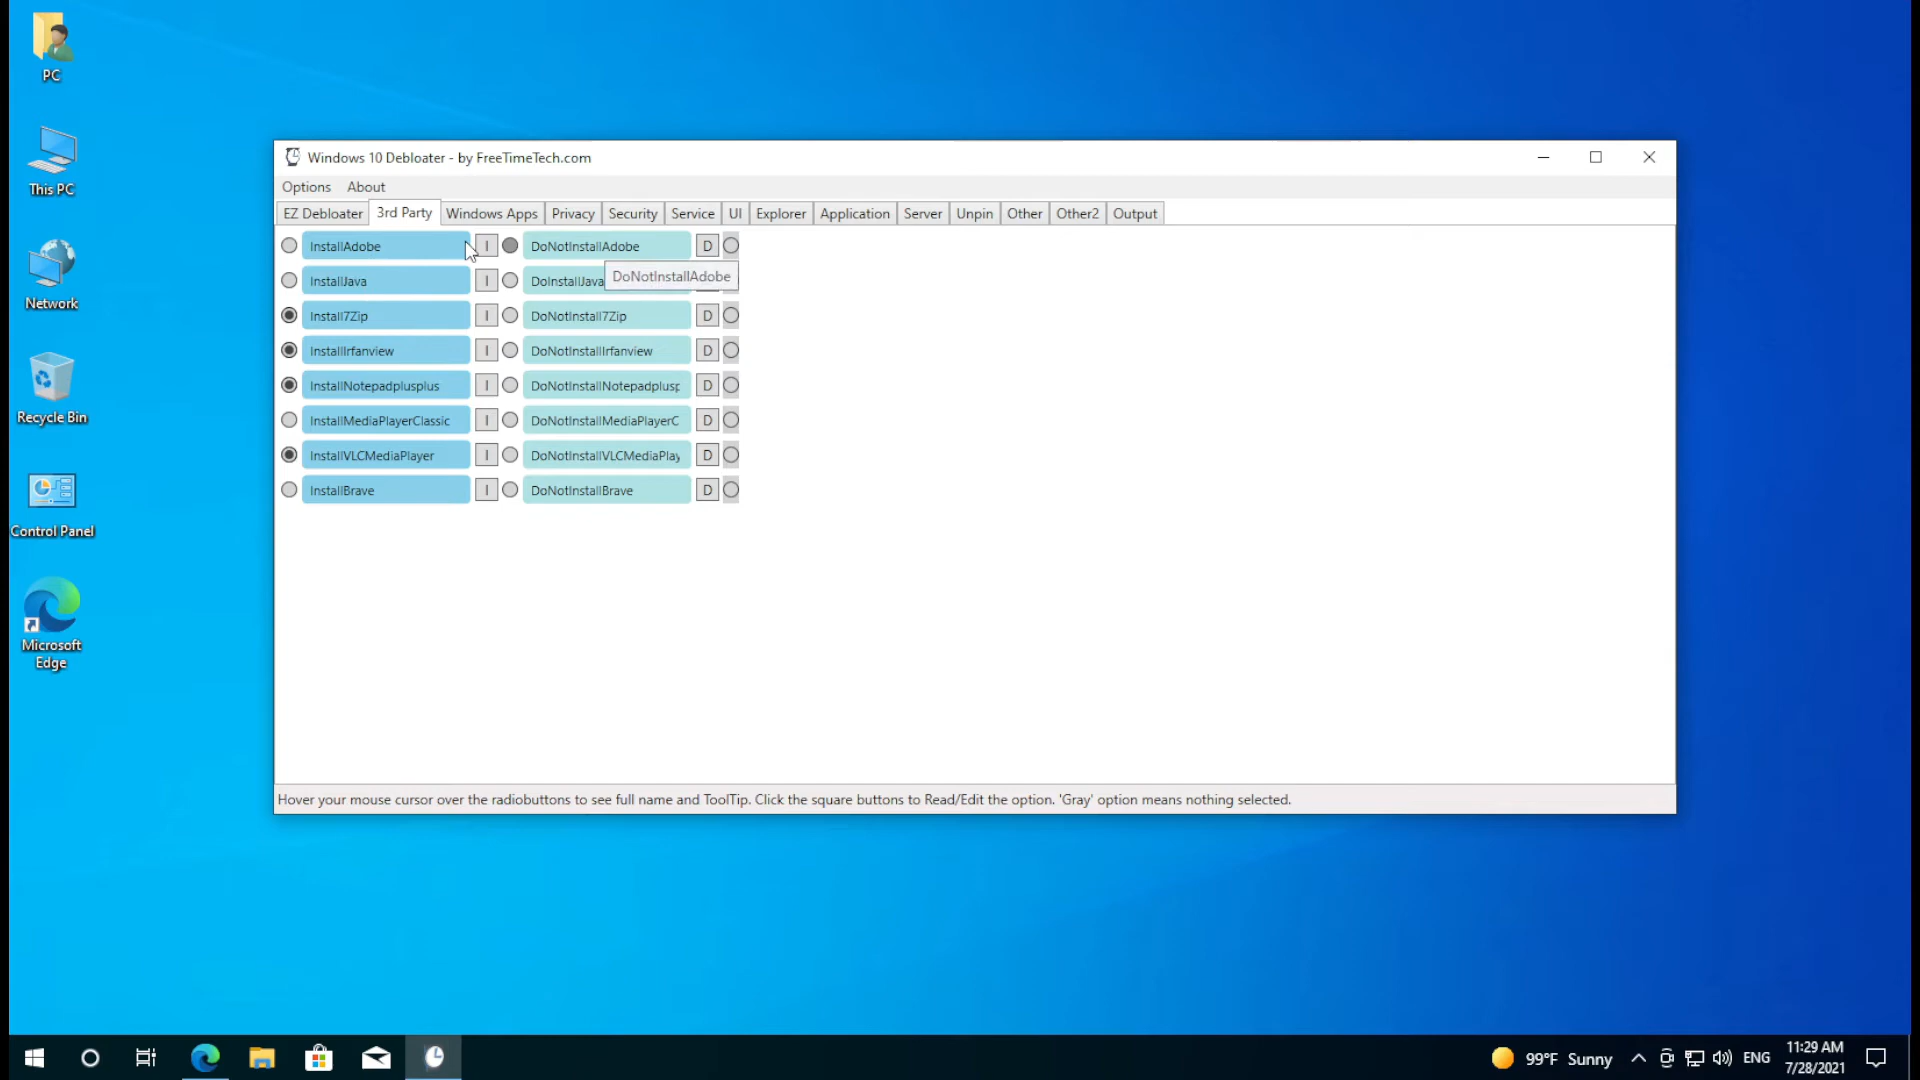 PC
This PC
Network
Recycle Bin
Control Panel
Microsoft
Edge
Windows 10 Debloater - by FreeTimeTech.com
Options About
EZ Debloater 3rd Party Windows Apps Privacy Security Service UI Explorer Application Server Unpin Other Other2 Output
InstallAdobe I DoNotInstallAdobe D
DoNotInstallAdobe
InstallJava I DoInstallJava
Install7Zip I DoNotInstall7Zip D
InstallIrfanview I DoNotInstallIrfanview D
InstallNotepadplusplus I DoNotInstallNotepadplusp D
InstallMediaPlayerClassic I DoNotInstallMediaPlayerC D
InstallVLCMediaPlayer I DoNotInstallVLCMediaPlay D
InstallBrave I DoNotInstallBrave D
Hover your mouse cursor over the radiobuttons to see full name and ToolTip. Click the square buttons to Read/Edit the option. 'Gray' option means nothing selected.
99°F Sunny ENG
11:29 AM
7/28/2021